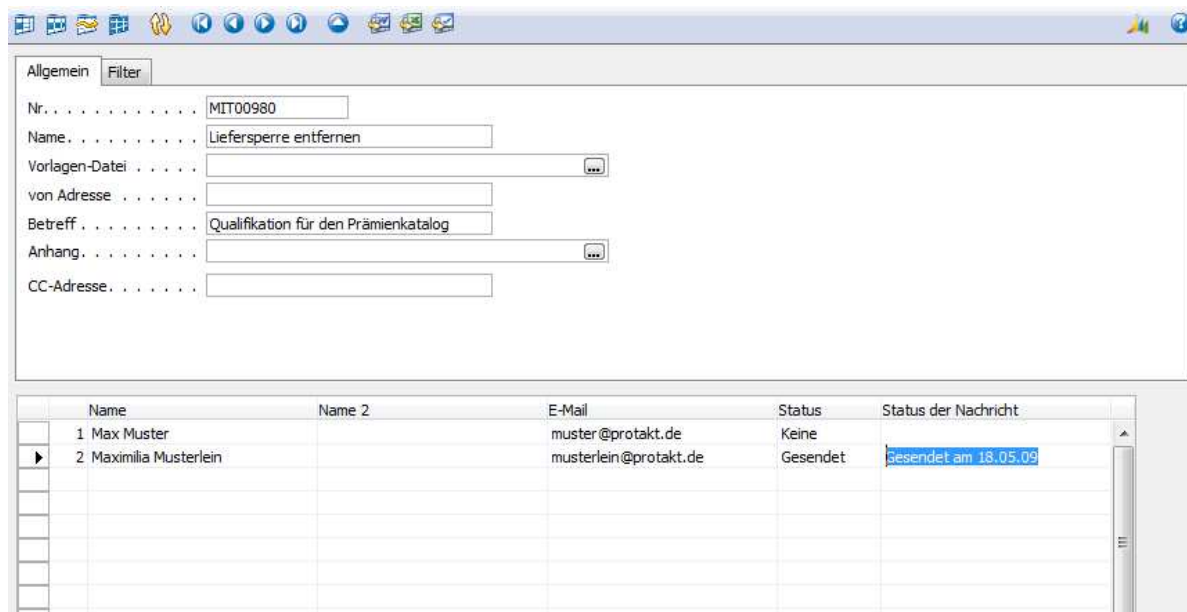 Allgemein Filter
Nr. . . . . . . . . . . . . MIT00980
Name. . . . . . . . . . . Liefersperre entfernen
Vorlagen-Datei . . . . . ...
von Adresse . . . . . .
Betreff . . . . . . . . . . Qualifikation für den Prämienkatalog
Anhang. . . . . . . . . . ...
CC-Adresse. . . . . . .
Name Name 2 E-Mail Status Status der Nachricht
1 Max Muster muster@protakt.de Keine
2 Maximilia Musterlein musterlein@protakt.de Gesendet Gesendet am 18.05.09